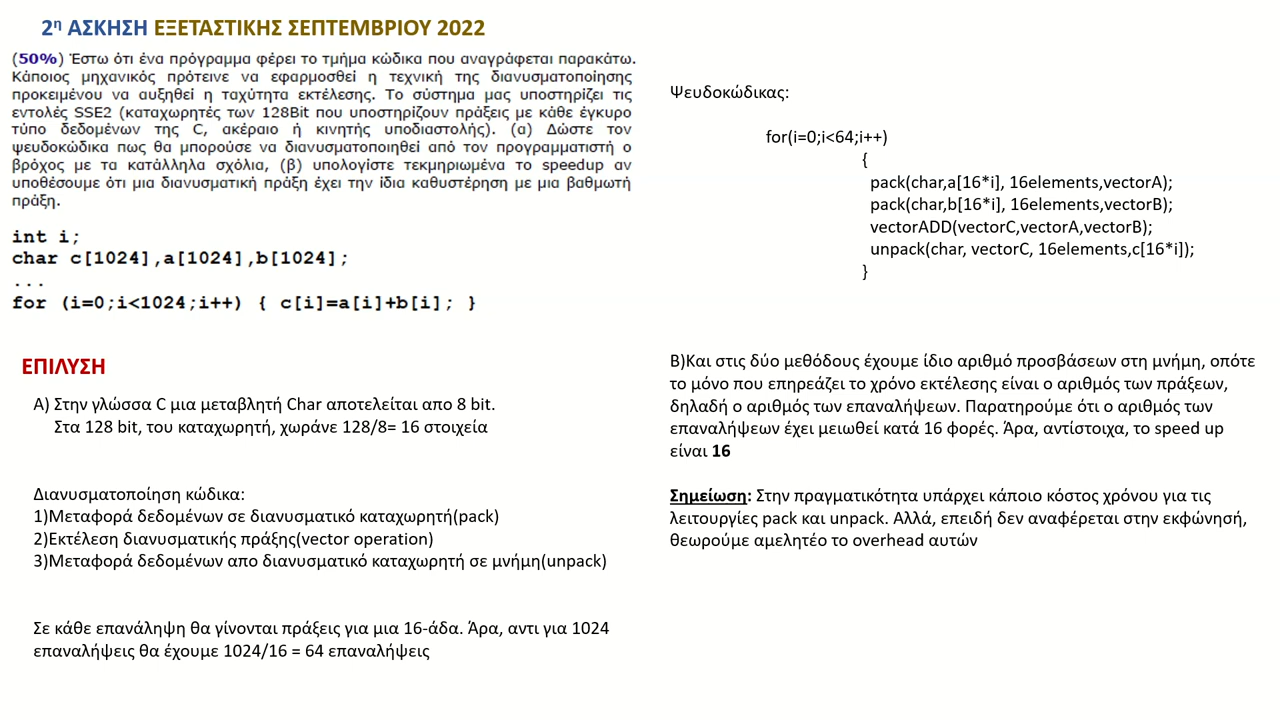 2η ΑΣΚΗΣΗ ΕΞΕΤΑΣΤΙΚΗΣ ΣΕΠΤΕΜΒΡΙΟΥ 2022
(50%) Έστω ότι ένα πρόγραμμα φέρει το τμήμα κώδικα που αναγράφεται παρακάτω.
Κάποιος μηχανικός πρότεινε να εφαρμοσθεί η τεχνική της διανυσματοποίησης
προκειμένου να αυξηθεί η ταχύτητα εκτέλεσης. Το σύστημα μας υποστηρίζει τις
εντολές SSE2 (καταχωρητές των 128Bit που υποστηρίζουν πράξεις με κάθε έγκυρο
τύπο δεδομένων της C, ακέραιο ή κινητής υποδιαστολής). (α) Δώστε τον
ψευδοκώδικα πως θα μπορούσε να διανυσματοποιηθεί από τον προγραμματιστή ο
βρόχος με τα κατάλληλα σχόλια, (β) υπολογίστε τεκμηριωμένα το speedup αν
υποθέσουμε ότι μια διανυσματική πράξη έχει την ίδια καθυστέρηση με μια βαθμωτή
πράξη.
int i;
char c[1024],a[1024],b[1024];
...
for (i=0;i<1024;i++) { c[i]=a[i]+b[i]; }
ΕΠΙΛΥΣΗ
Α) Στην γλώσσα C μια μεταβλητή Char αποτελείται απο 8 bit.
Στα 128 bit, του καταχωρητή, χωράνε 128/8= 16 στοιχεία
Διανυσματοποίηση κώδικα:
1)Μεταφορά δεδομένων σε διανυσματικό καταχωρητή(pack)
2)Εκτέλεση διανυσματικής πράξης(vector operation)
3)Μεταφορά δεδομένων απο διανυσματικό καταχωρητή σε μνήμη(unpack)
Σε κάθε επανάληψη θα γίνονται πράξεις για μια 16-άδα. Άρα, αντι για 1024
επαναλήψεις θα έχουμε 1024/16 = 64 επαναλήψεις
Ψευδοκώδικας:
for(i=0;i<64;i++)
{
pack(char,a[16*i], 16elements,vectorA);
pack(char,b[16*i], 16elements,vectorB);
vectorADD(vectorC,vectorA,vectorB);
unpack(char, vectorC, 16elements,c[16*i]);
}
Β)Και στις δύο μεθόδους έχουμε ίδιο αριθμό προσβάσεων στη μνήμη, οπότε
το μόνο που επηρεάζει το χρόνο εκτέλεσης είναι ο αριθμός των πράξεων,
δηλαδή ο αριθμός των επαναλήψεων. Παρατηρούμε ότι ο αριθμός των
επαναλήψεων έχει μειωθεί κατά 16 φορές. Άρα, αντίστοιχα, το speed up
είναι 16
Σημείωση: Στην πραγματικότητα υπάρχει κάποιο κόστος χρόνου για τις
λειτουργίες pack και unpack. Αλλά, επειδή δεν αναφέρεται στην εκφώνησή,
θεωρούμε αμελητέο το overhead αυτών